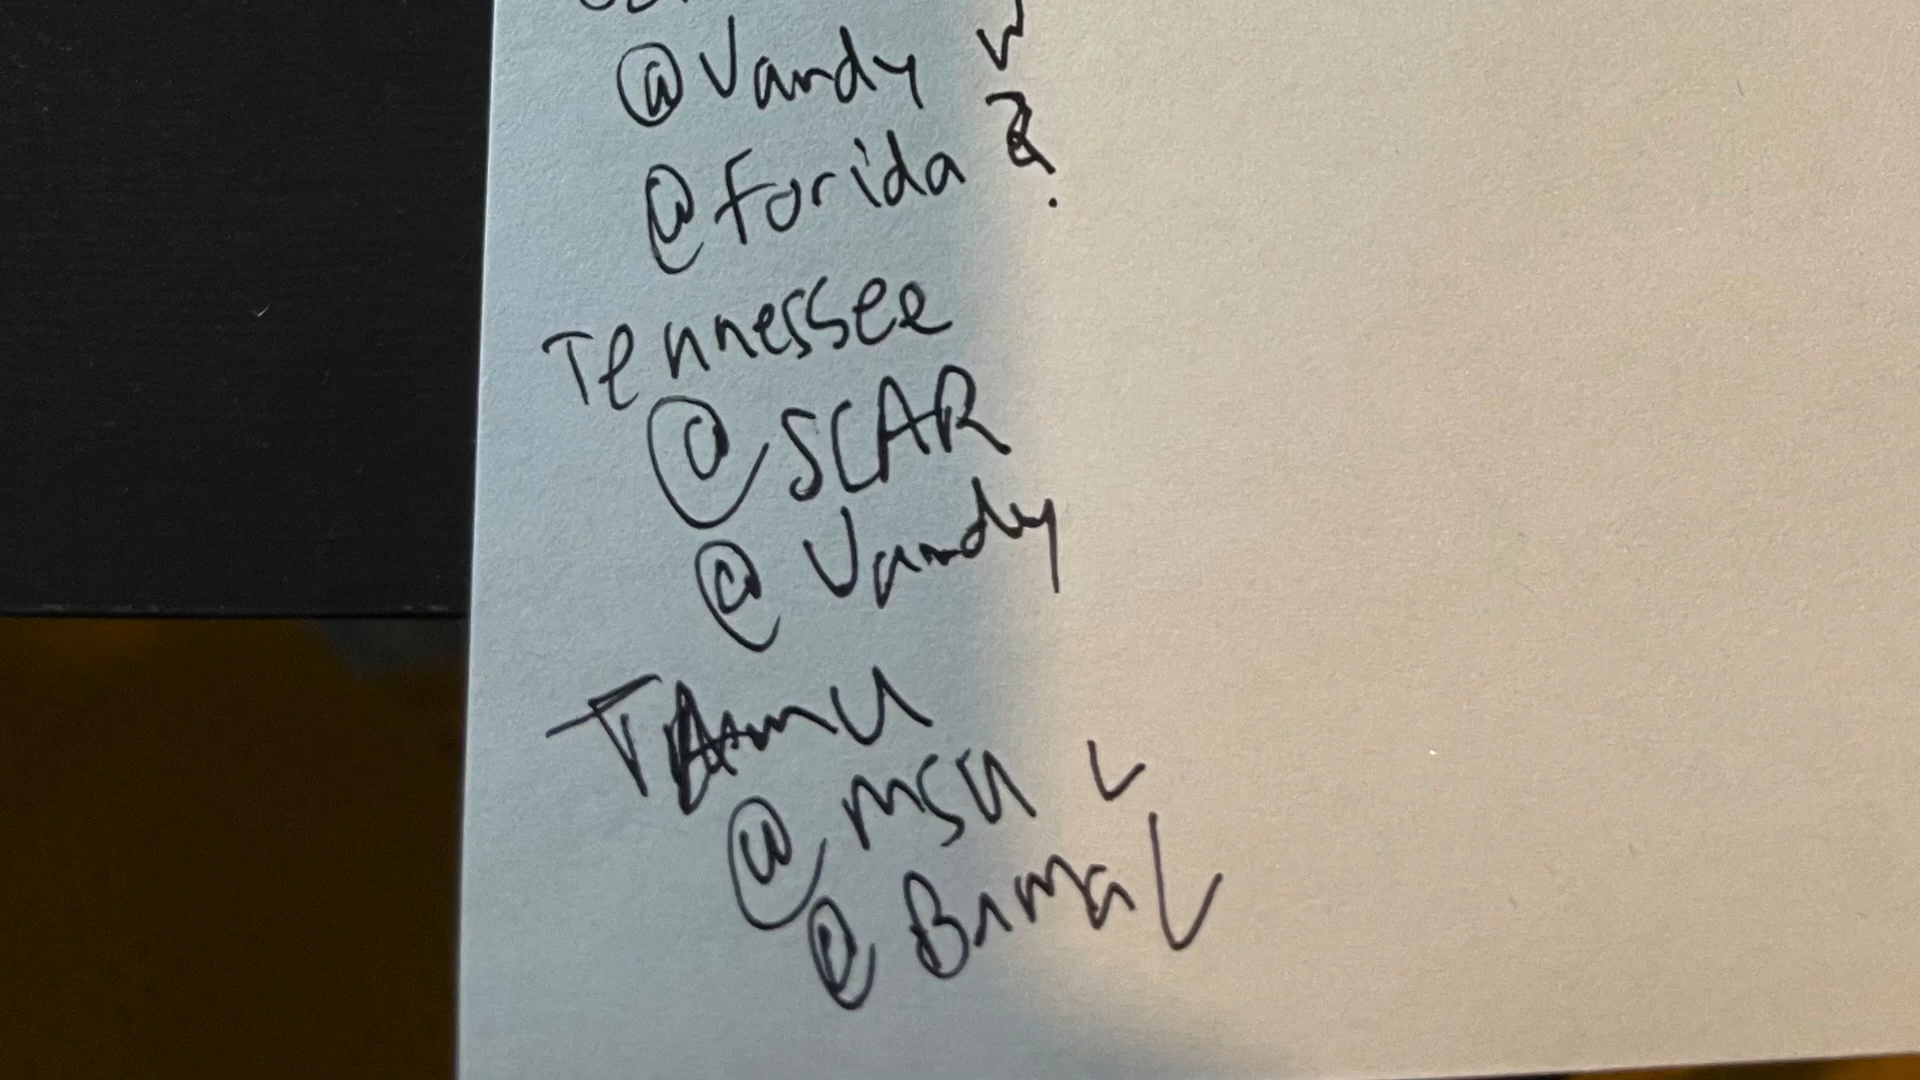 @ Vandy W
@ Forida ?
Tennessee
@ SCAR
@ Vandy
TAMU
@ MSU L
@ Bama L